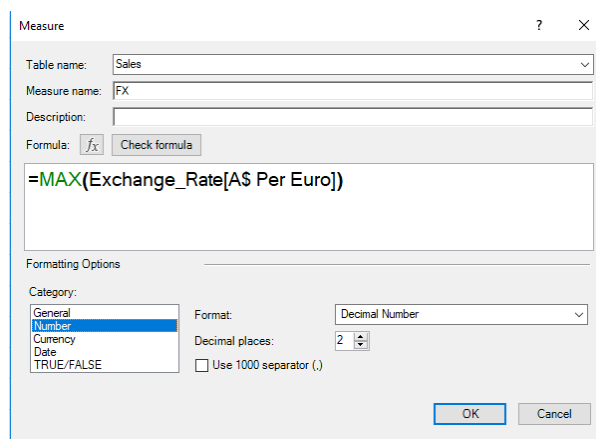 Measure ? ×
Table name: Sales
Measure name: FX
Description:
Formula: fx Check formula
=MAX(Exchange_Rate[A$ Per Euro])
Formatting Options
Category:
General
Number
Currency
Date
TRUE/FALSE
Format: Decimal Number
Decimal places: 2
Use 1000 separator (,)
OK Cancel